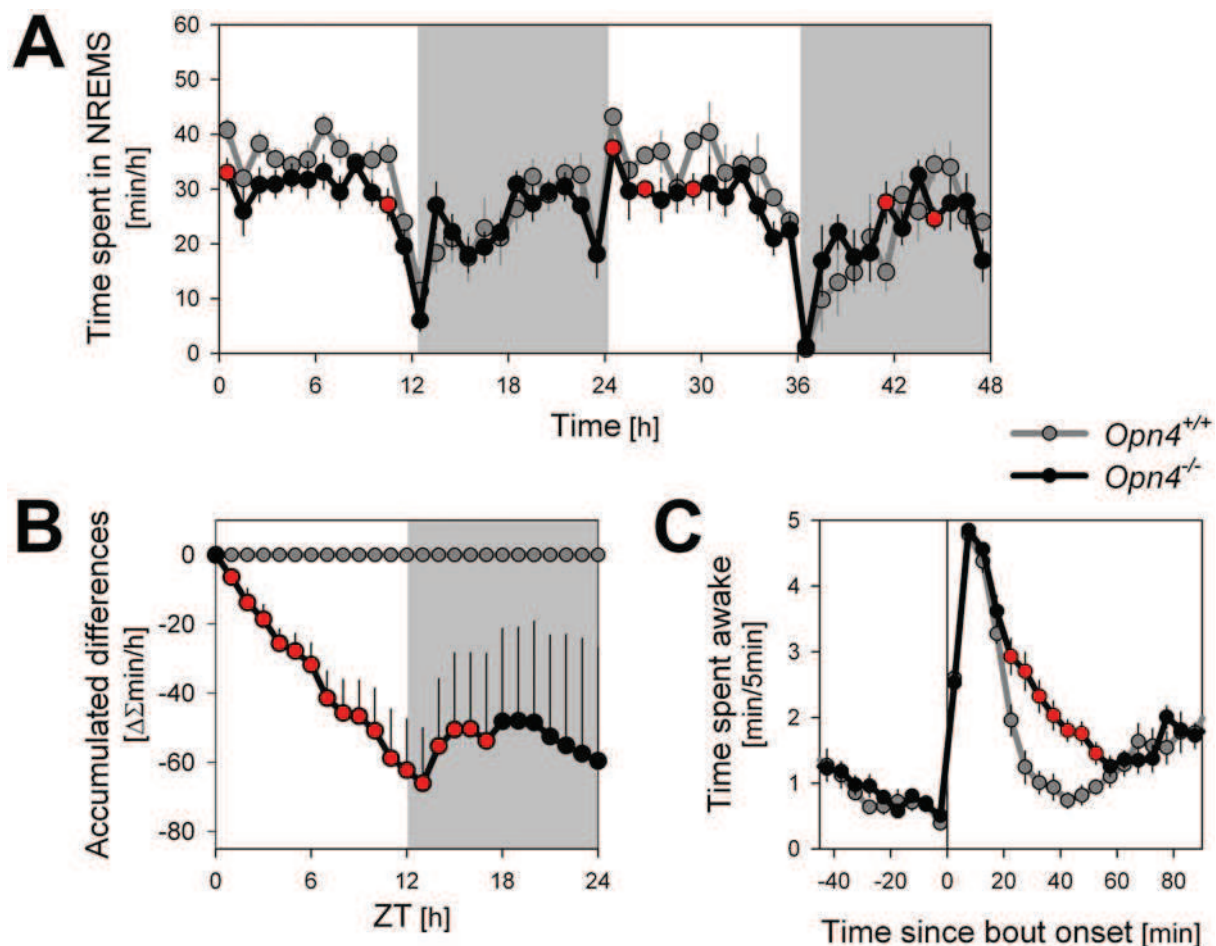 A
Time spent in NREMS
[min/h]
60
50
40
30
20
10
0
0 6 12 18 24 30 36 42 48
Time [h]
Opn4+/+
Opn4-/-
B
Accumulated differences
[ΔΣmin/h]
0
-20
-40
-60
-80
0 6 12 18 24
ZT [h]
C
Time spent awake
[min/5min]
5
4
3
2
1
0
-40 -20 0 20 40 60 80
Time since bout onset [min]